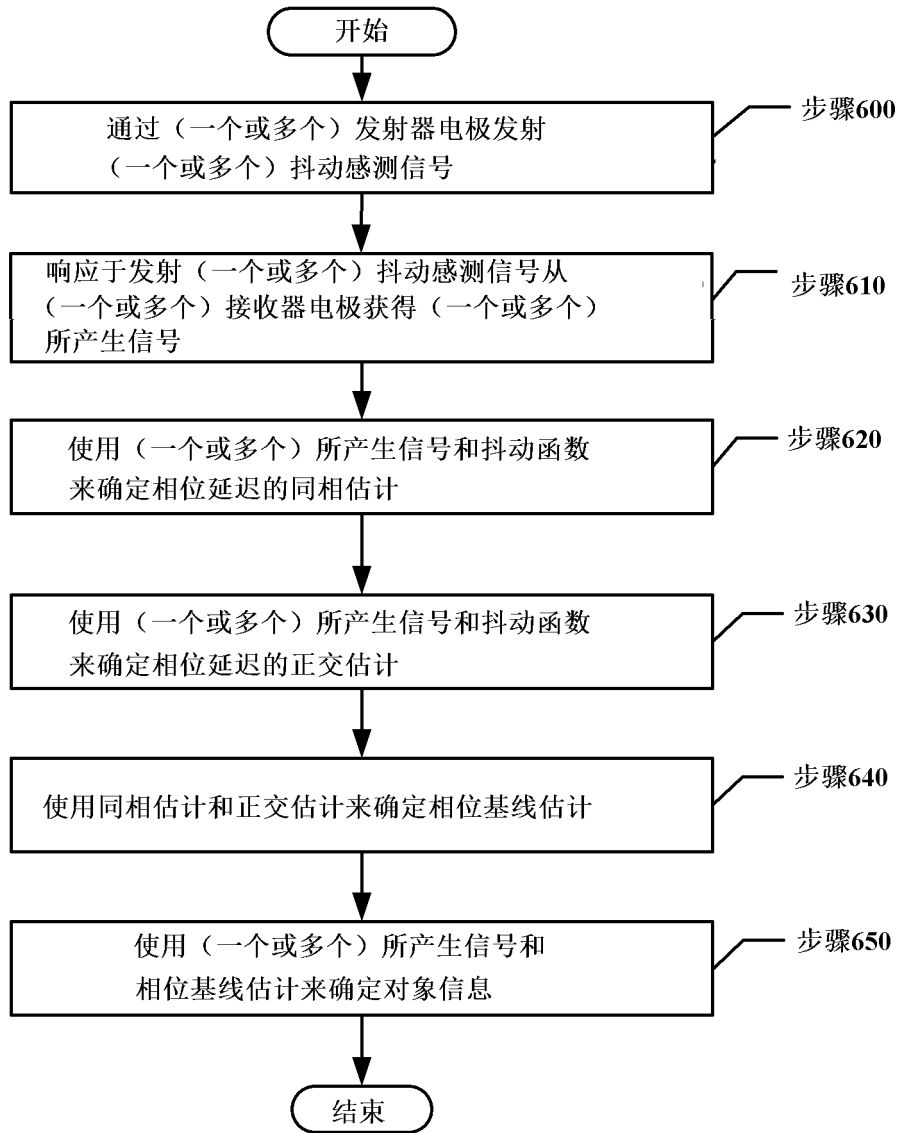 开始
通过（一个或多个）发射器电极发射
（一个或多个）抖动感测信号
步骤600
响应于发射（一个或多个）抖动感测信号从
（一个或多个）接收器电极获得（一个或多个）
所产生信号
步骤610
使用（一个或多个）所产生信号和抖动函数
来确定相位延迟的同相估计
步骤620
使用（一个或多个）所产生信号和抖动函数
来确定相位延迟的正交估计
步骤630
使用同相估计和正交估计来确定相位基线估计
步骤640
使用（一个或多个）所产生信号和
相位基线估计来确定对象信息
步骤650
结束